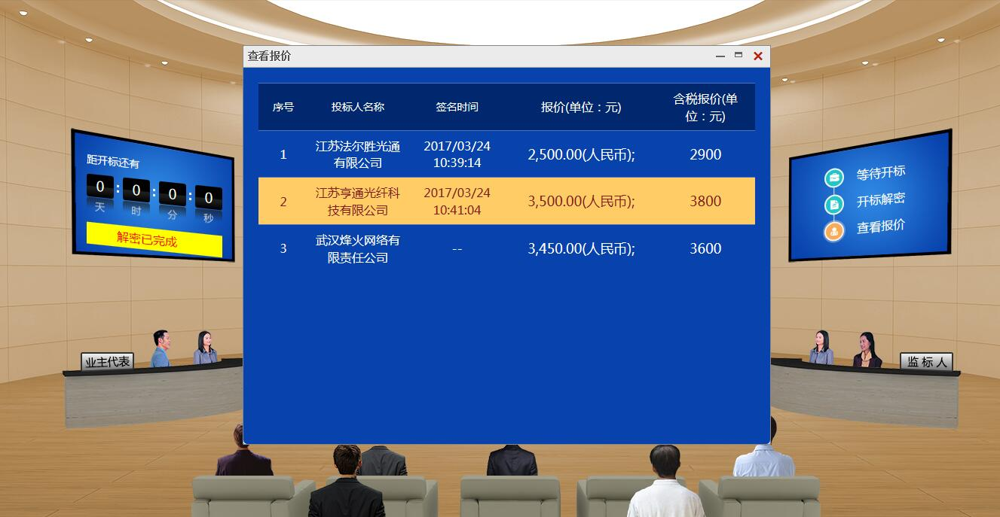 查看报价
序号 投标人名称 签名时间 报价(单位：元) 含税报价(单
位：元)
1 江苏法尔胜光通 2017/03/24 2,500.00(人民币); 2900
有限公司 10:39:14
2 江苏亨通光纤科 2017/03/24 3,500.00(人民币); 3800
技有限公司 10:41:04
3 武汉烽火网络有 -- 3,450.00(人民币); 3600
限责任公司
距开标还有
0 : 0 : 0 : 0
天 时 分 秒
解密已完成
等待开标
开标解密
查看报价
业主代表
监标人